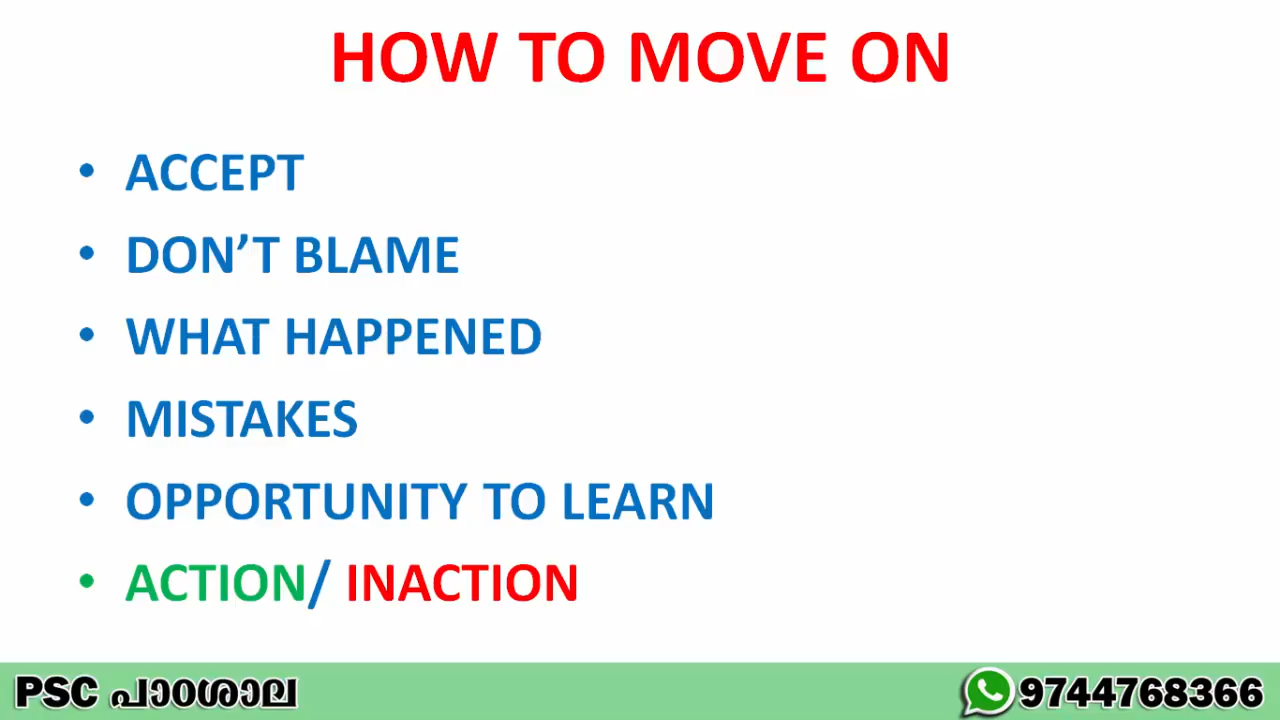 HOW TO MOVE ON
• ACCEPT
• DON’T BLAME
• WHAT HAPPENED
• MISTAKES
• OPPORTUNITY TO LEARN
• ACTION/ INACTION
PSC പാഠശാല
9744768366